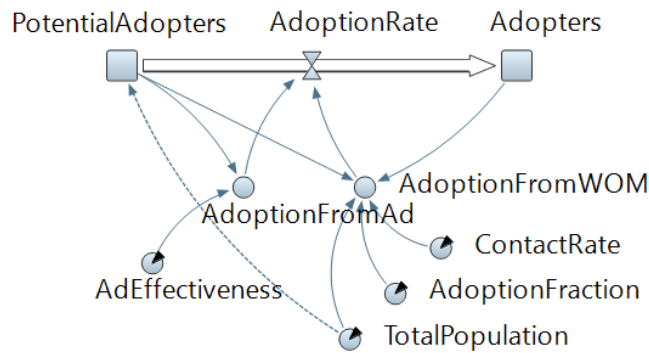 PotentialAdopters
AdoptionRate
Adopters
AdoptionFromWOM
AdoptionFromAd
ContactRate
AdEffectiveness
AdoptionFraction
TotalPopulation